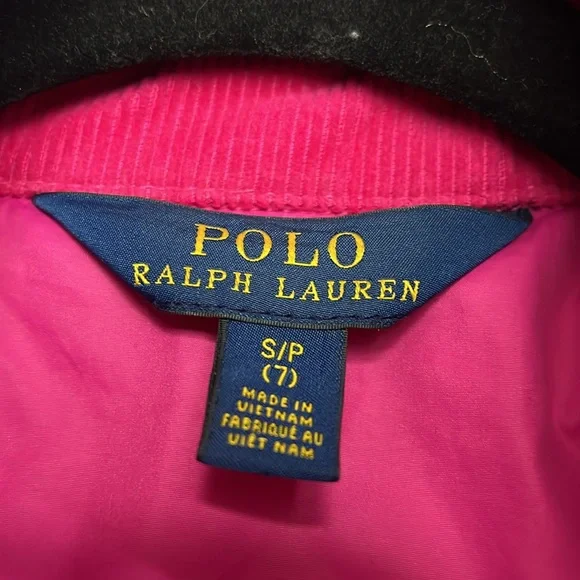 POLO
RALPH LAUREN
S/P
(7)
MADE IN
VIETNAM
FABRIQUÉ AU
VIÊT NAM